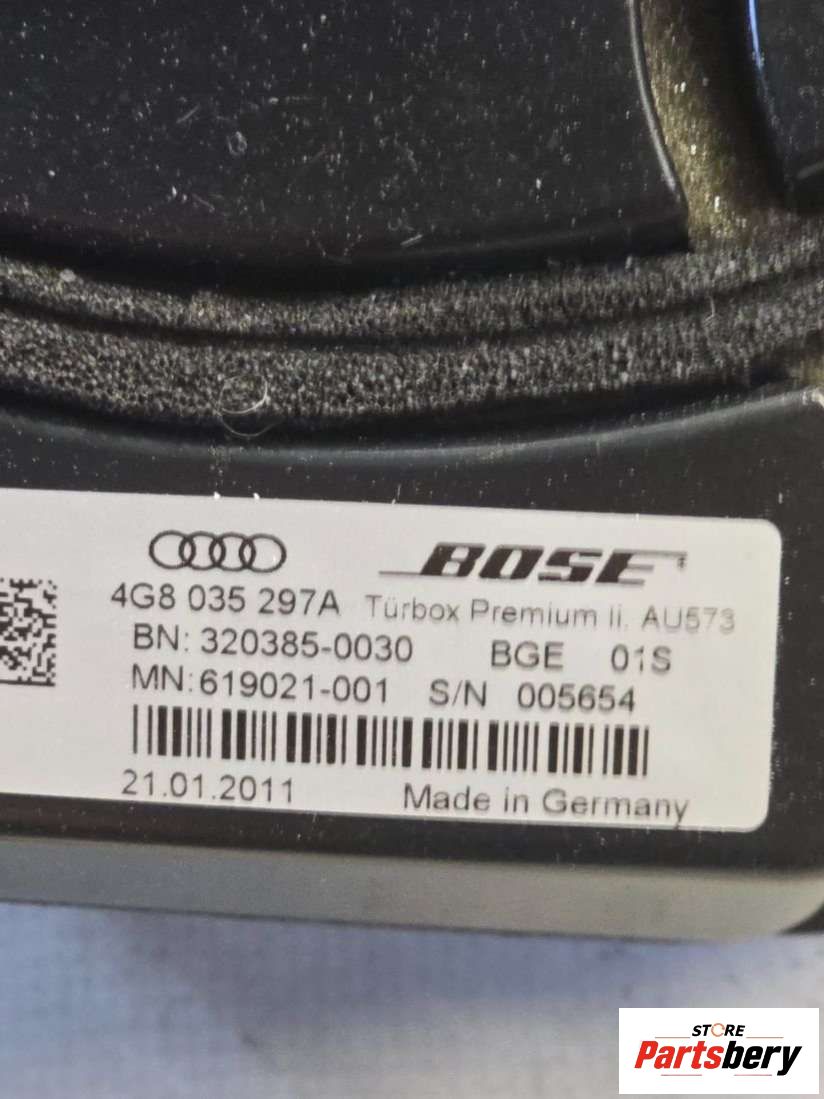 BOSE
4G8 035 297A Türbox Premium II. AU573
BN: 320385-0030 BGE 01S
MN: 619021-001 S/N 005654
21.01.2011 Made in Germany
STORE
Partsbery